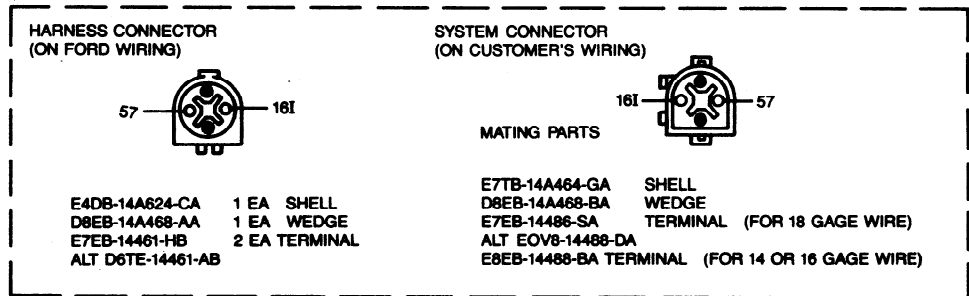 HARNESS CONNECTOR
(ON FORD WIRING)
57
16I
E4DB-14A624-CA 1 EA SHELL
D8EB-14A468-AA 1 EA WEDGE
E7EB-14461-HB 2 EA TERMINAL
ALT D6TE-14461-AB
SYSTEM CONNECTOR
(ON CUSTOMER'S WIRING)
16I
57
MATING PARTS
E7TB-14A464-GA SHELL
D8EB-14A468-BA WEDGE
E7EB-14486-SA TERMINAL (FOR 18 GAGE WIRE)
ALT EOV8-14488-DA
E8EB-14488-BA TERMINAL (FOR 14 OR 16 GAGE WIRE)